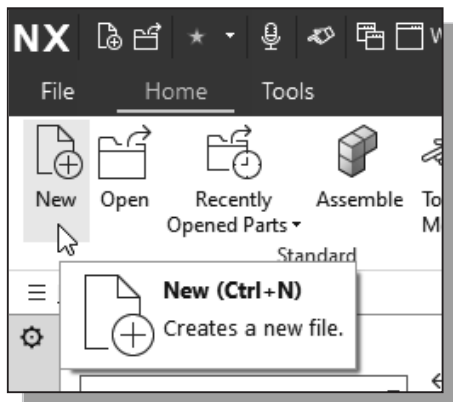 NX
File Home Tools
New Open Recently Opened Parts Assemble
Standard
New (Ctrl+N)
Creates a new file.